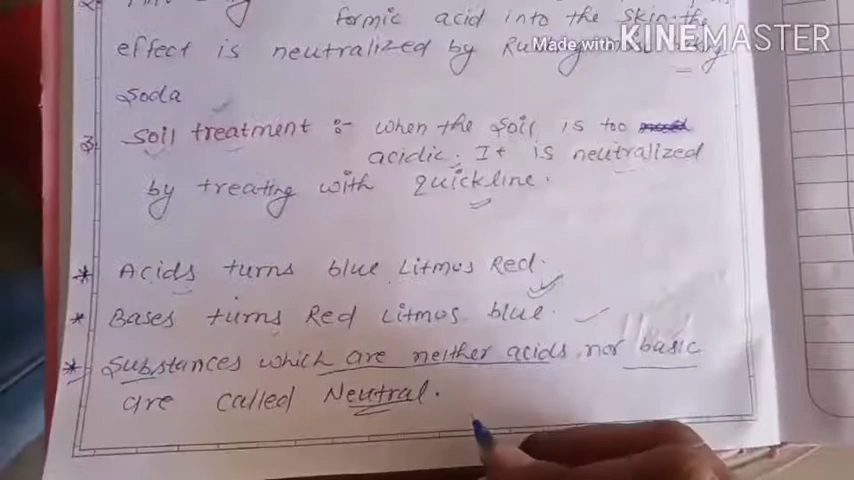 formic acid into the skin the
effect is neutralized by
Made with KINEMASTER
Soda
3 Soil treatment :- when the Soil is too
acidic. It is neutralized
by treating with quickline.
* Acids turns blue Litmus Red.
* Bases turns Red Litmus blue.
* Substances which are neither acids nor basic
are called Neutral.